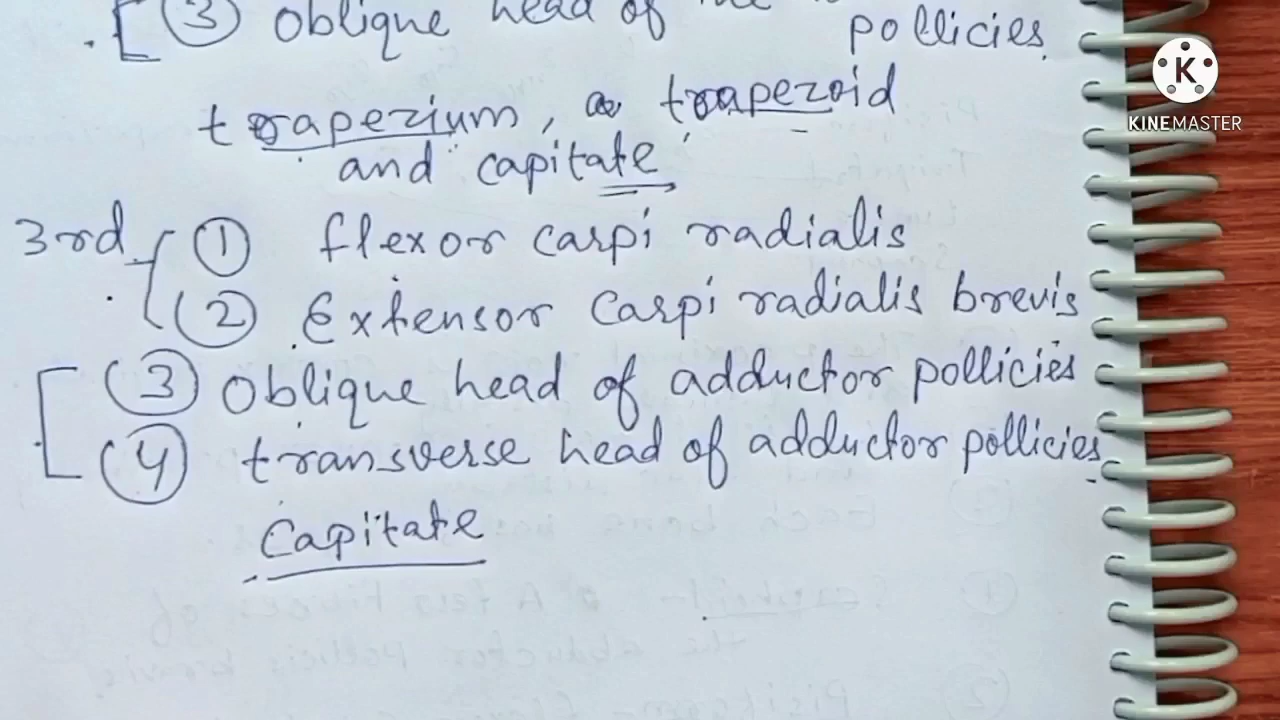 3 Oblique head of the
pollicies
trapezium, a trapezoid
and capitate
3rd 1 flexor carpi radialis
2 Extensor Carpi radialis brevis
3 Oblique head of adductor pollicies
4 transverse head of adductor pollicies
Capitate
K
KINEMASTER